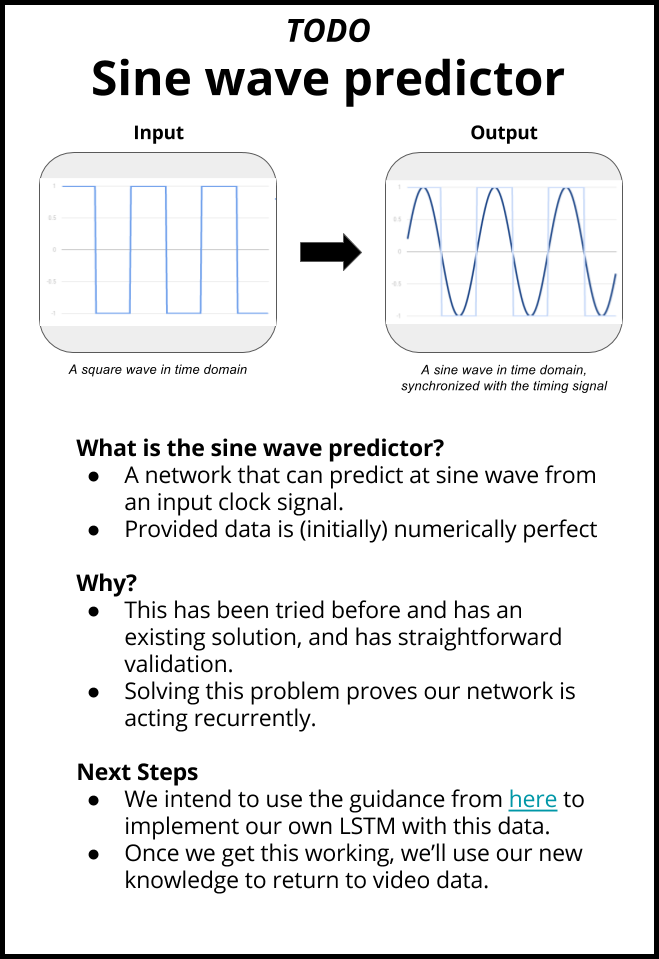 TODO
Sine wave predictor
Input
Output
1
0.5
0
-0.5
-1
1
0.5
0
-0.5
-1
A square wave in time domain
A sine wave in time domain,
synchronized with the timing signal
What is the sine wave predictor?
● A network that can predict at sine wave from
an input clock signal.
● Provided data is (initially) numerically perfect
Why?
● This has been tried before and has an
existing solution, and has straightforward
validation.
● Solving this problem proves our network is
acting recurrently.
Next Steps
● We intend to use the guidance from here to
implement our own LSTM with this data.
● Once we get this working, we’ll use our new
knowledge to return to video data.